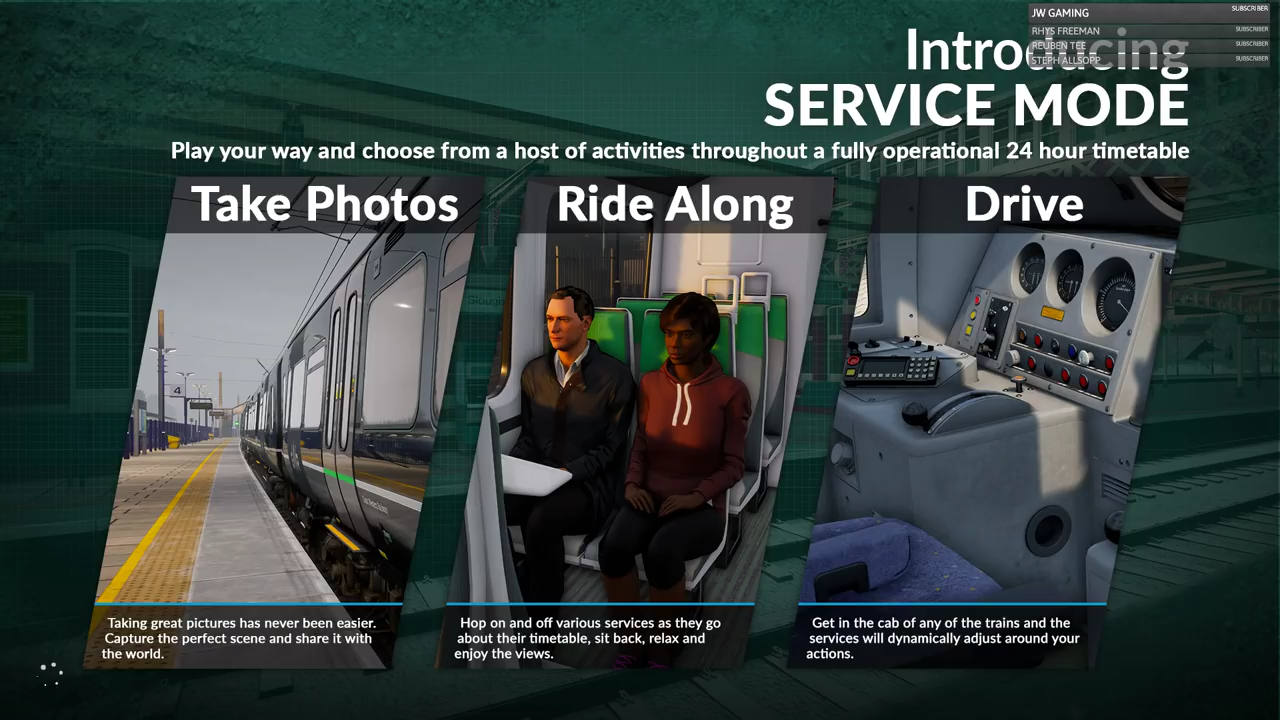 JW GAMING SUBSCRIBER
RHYS FREEMAN SUBSCRIBER
REUBEN TEE SUBSCRIBER
STEPH ALLSOPP SUBSCRIBER
Introducing
SERVICE MODE
Play your way and choose from a host of activities throughout a fully operational 24 hour timetable
Take Photos
Ride Along
Drive
4
Taking great pictures has never been easier.
Capture the perfect scene and share it with
the world.
Hop on and off various services as they go
about their timetable, sit back, relax and
enjoy the views.
Get in the cab of any of the trains and the
services will dynamically adjust around your
actions.